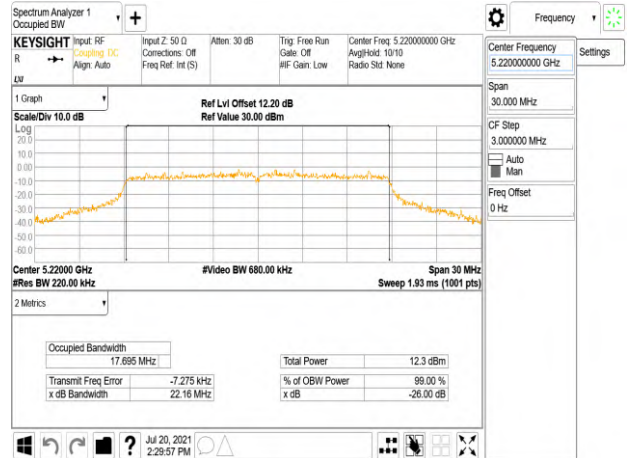 Spectrum Analyzer 1
Occupied BW
+
Frequency
KEYSIGHT
R
Input: RF
Coupling: DC
Align: Auto
Input Z: 50 Ω
Corrections: Off
Freq Ref: Int (S)
Atten: 30 dB
Trig: Free Run
Gate: Off
#IF Gain: Low
Center Freq: 5.220000000 GHz
Avg|Hold: 10/10
Radio Std: None
Center Frequency
5.220000000 GHz
Settings
Span
30.000 MHz
CF Step
3.000000 MHz
Auto
Man
Freq Offset
0 Hz
1 Graph
Scale/Div 10.0 dB
Ref Lvl Offset 12.20 dB
Ref Value 30.00 dBm
Log
20.0
10.0
0.00
-10.0
-20.0
-30.0
-40.0
-50.0
-60.0
Center 5.22000 GHz
#Res BW 220.00 kHz
#Video BW 680.00 kHz
Span 30 MHz
Sweep 1.93 ms (1001 pts)
2 Metrics
Occupied Bandwidth
17.695 MHz
Total Power 12.3 dBm
Transmit Freq Error -7.275 kHz
% of OBW Power 99.00 %
x dB Bandwidth 22.16 MHz
x dB -26.00 dB
?
Jul 20, 2021
2:29:57 PM